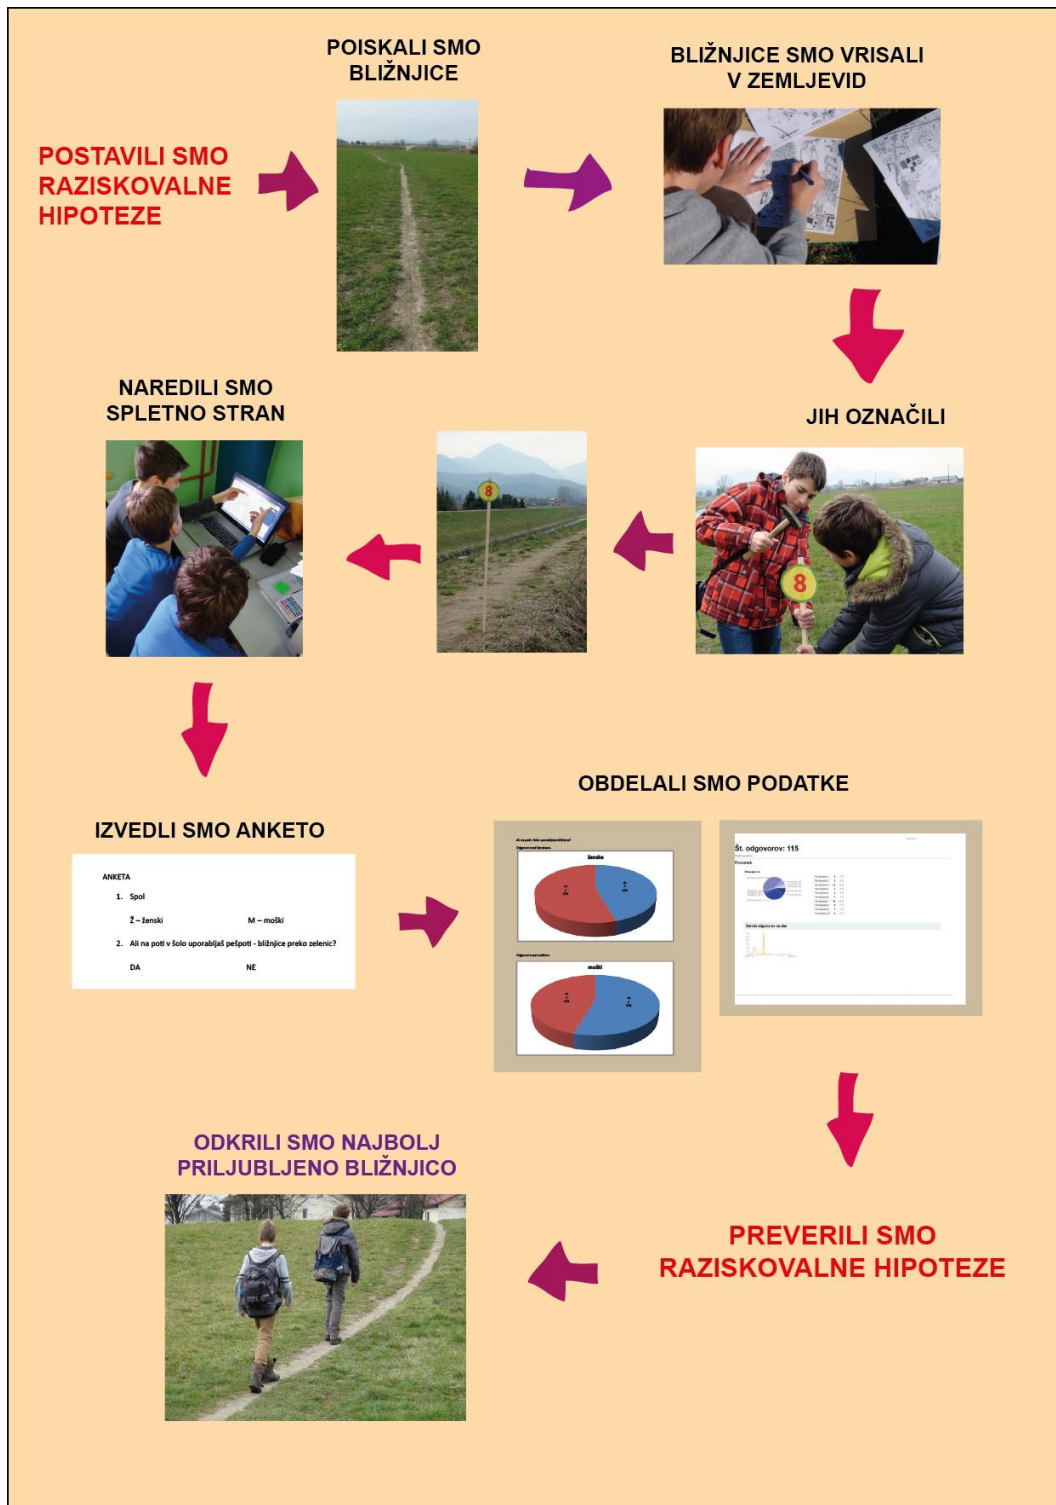 POSTAVILI SMO
RAZISKOVALNE
HIPOTEZE
POISKALI SMO
BLIŽNJICE
BLIŽNJICE SMO VRISALI
V ZEMLJEVID
JIH OZNAČILI
8
8
NAREDILI SMO
SPLETNO STRAN
IZVEDLI SMO ANKETO
ANKETA
1. Spol
Ž – ženski M – moški
2. Ali na poti v šolo uporabljaš pešpoti - bližnjice preko zelenic?
DA NE
OBDELALI SMO PODATKE
ženske
moški
Št. odgovorov: 115
Povzetek
PREVERILI SMO
RAZISKOVALNE HIPOTEZE
ODKRILI SMO NAJBOLJ
PRILJUBLJENO BLIŽNJICO